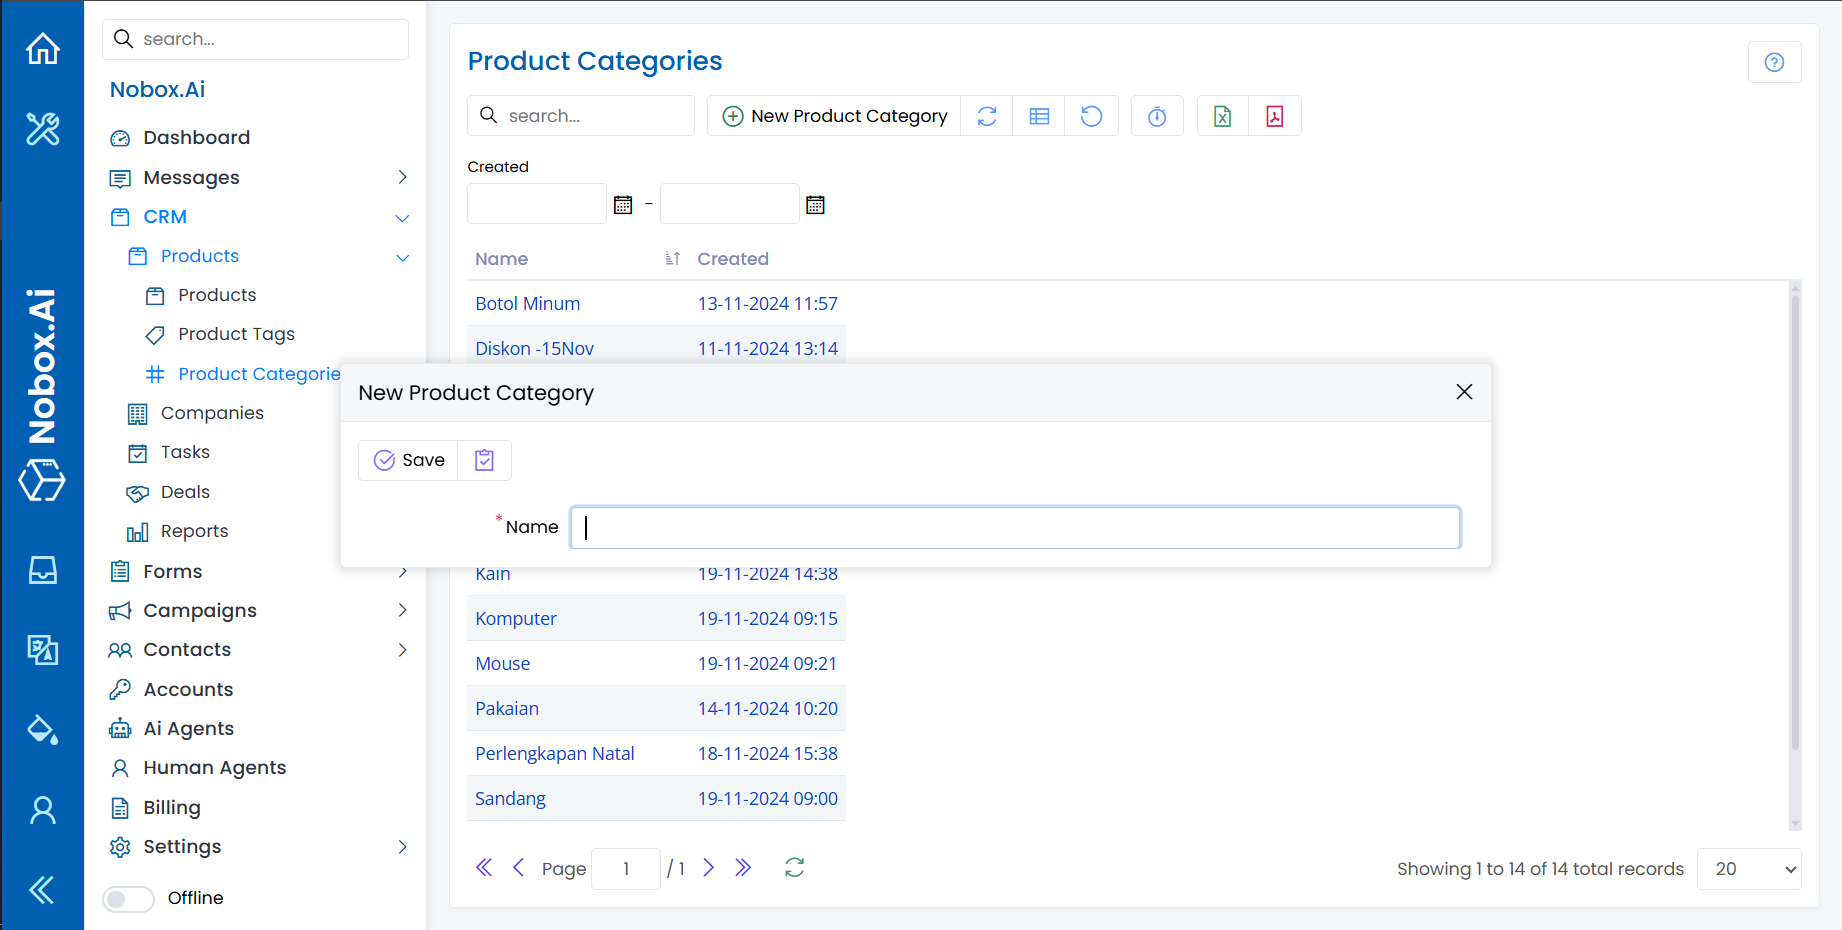 search...
Nobox.Ai
Dashboard
Messages
CRM
Products
Products
Product Tags
Product Categorie
Companies
Tasks
Deals
Reports
Forms
Campaigns
Contacts
Accounts
Ai Agents
Human Agents
Billing
Settings
Offline
Nobox.Ai
Product Categories
search...
New Product Category
Created
-
Name
Created
Botol Minum 13-11-2024 11:57
Diskon -15Nov 11-11-2024 13:14
New Product Category
Save
* Name
Kain 19-11-2024 14:38
Komputer 19-11-2024 09:15
Mouse 19-11-2024 09:21
Pakaian 14-11-2024 10:20
Perlengkapan Natal 18-11-2024 15:38
Sandang 19-11-2024 09:00
Page 1 / 1
Showing 1 to 14 of 14 total records 20